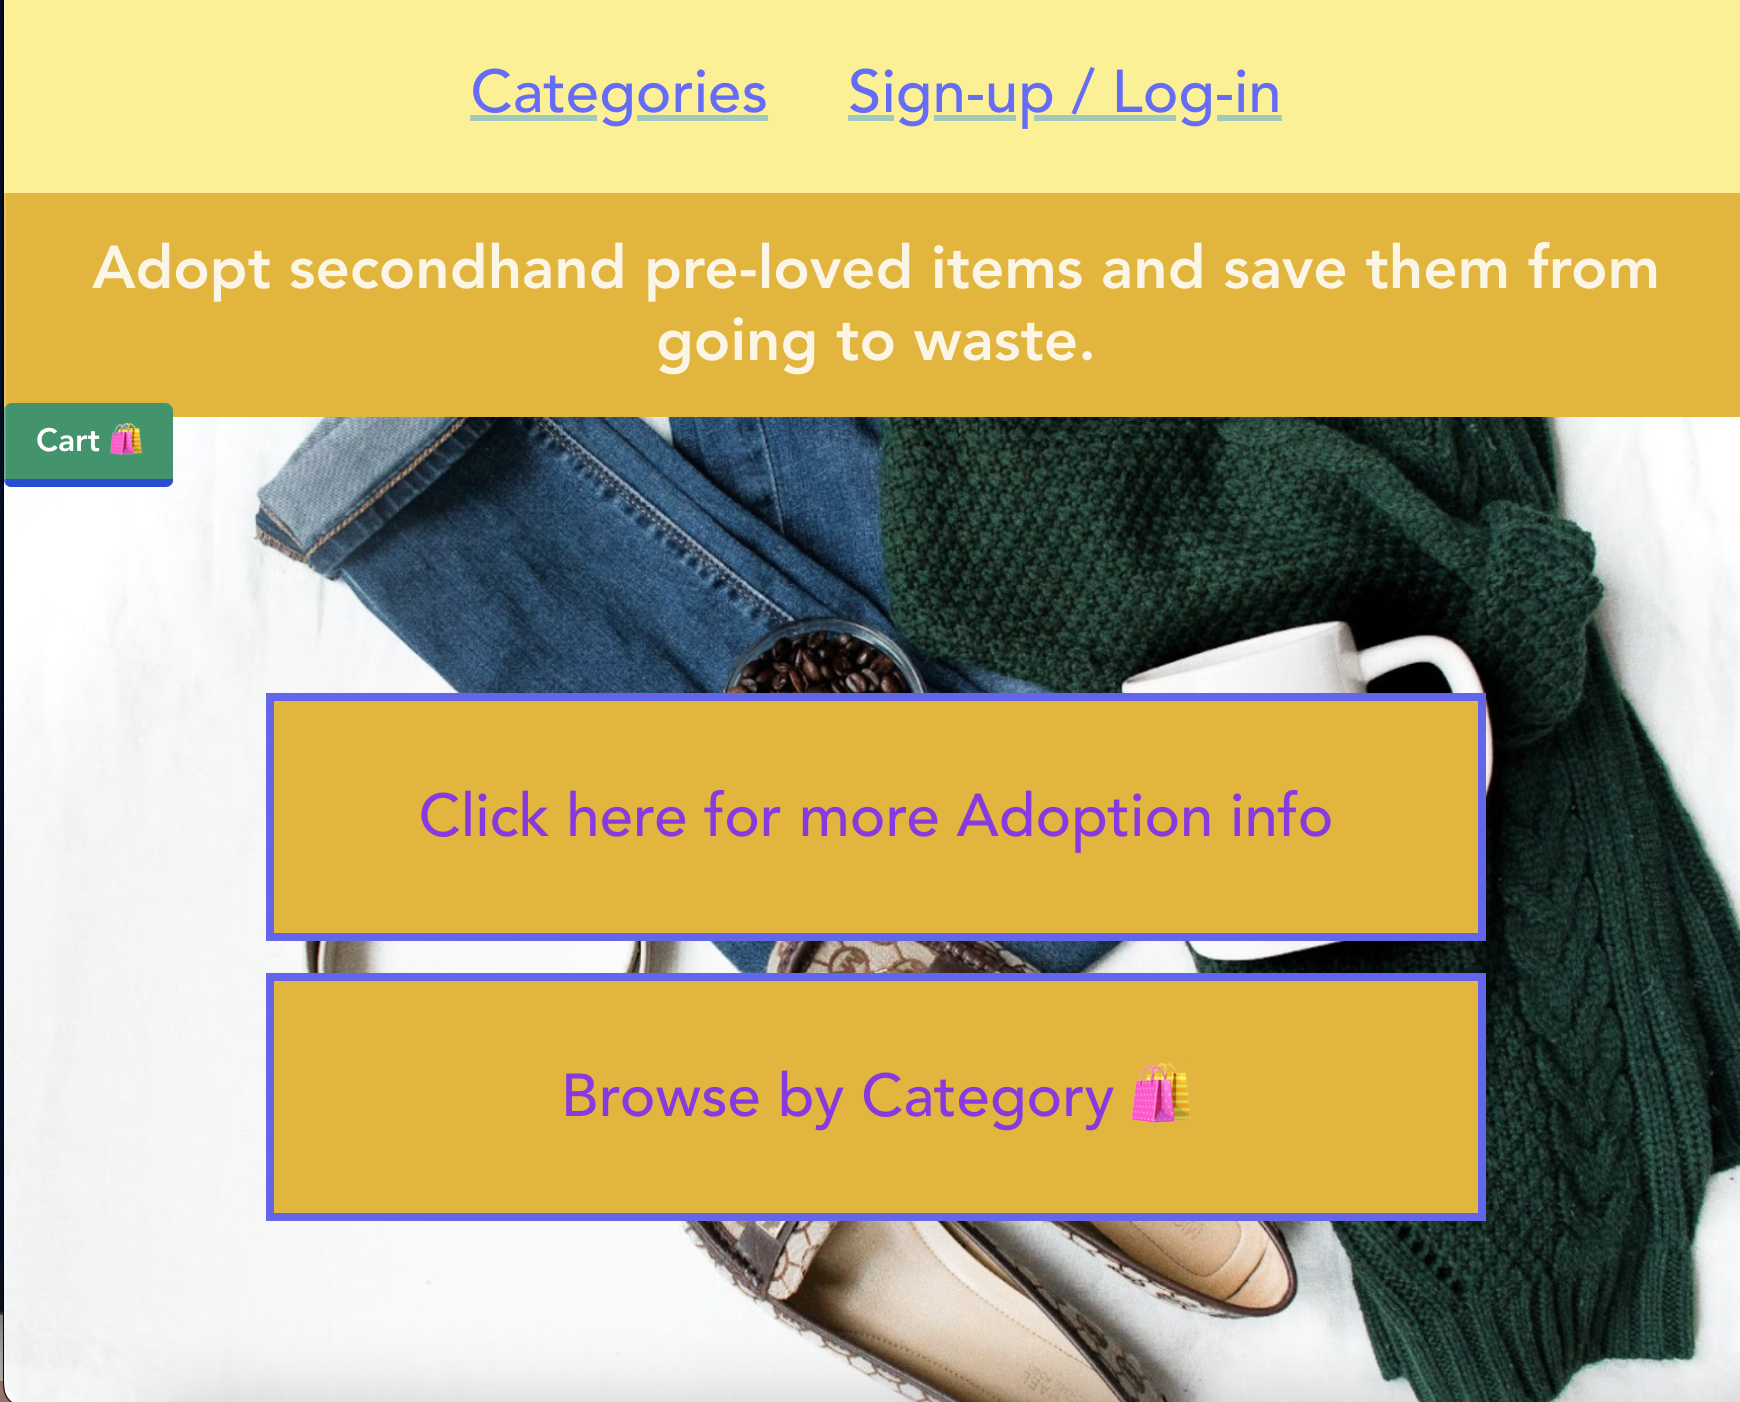 Categories Sign-up / Log-in
Adopt secondhand pre-loved items and save them from
going to waste.
Cart 🛍️
Click here for more Adoption info
Browse by Category 🛍️